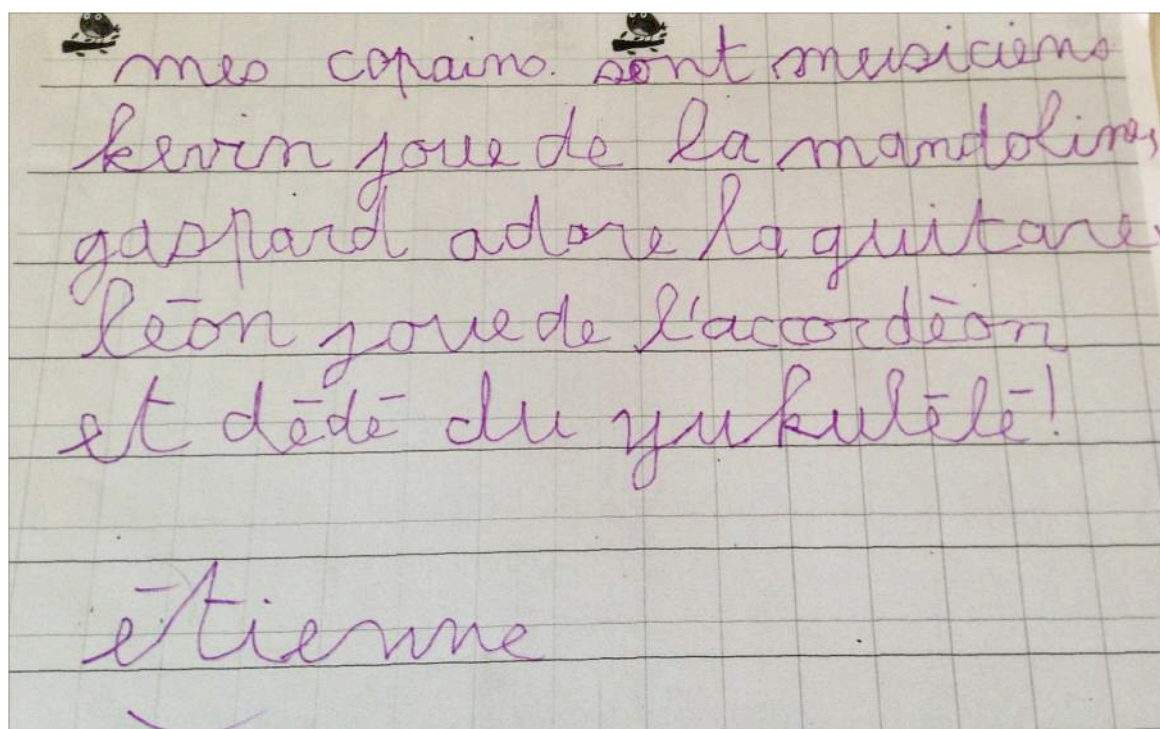 mes copains sont musiciens
kevin joue de la mandoline,
gaspard adore la guitare,
léon joue de l'accordéon
et dédé du yukulélé!
étienne